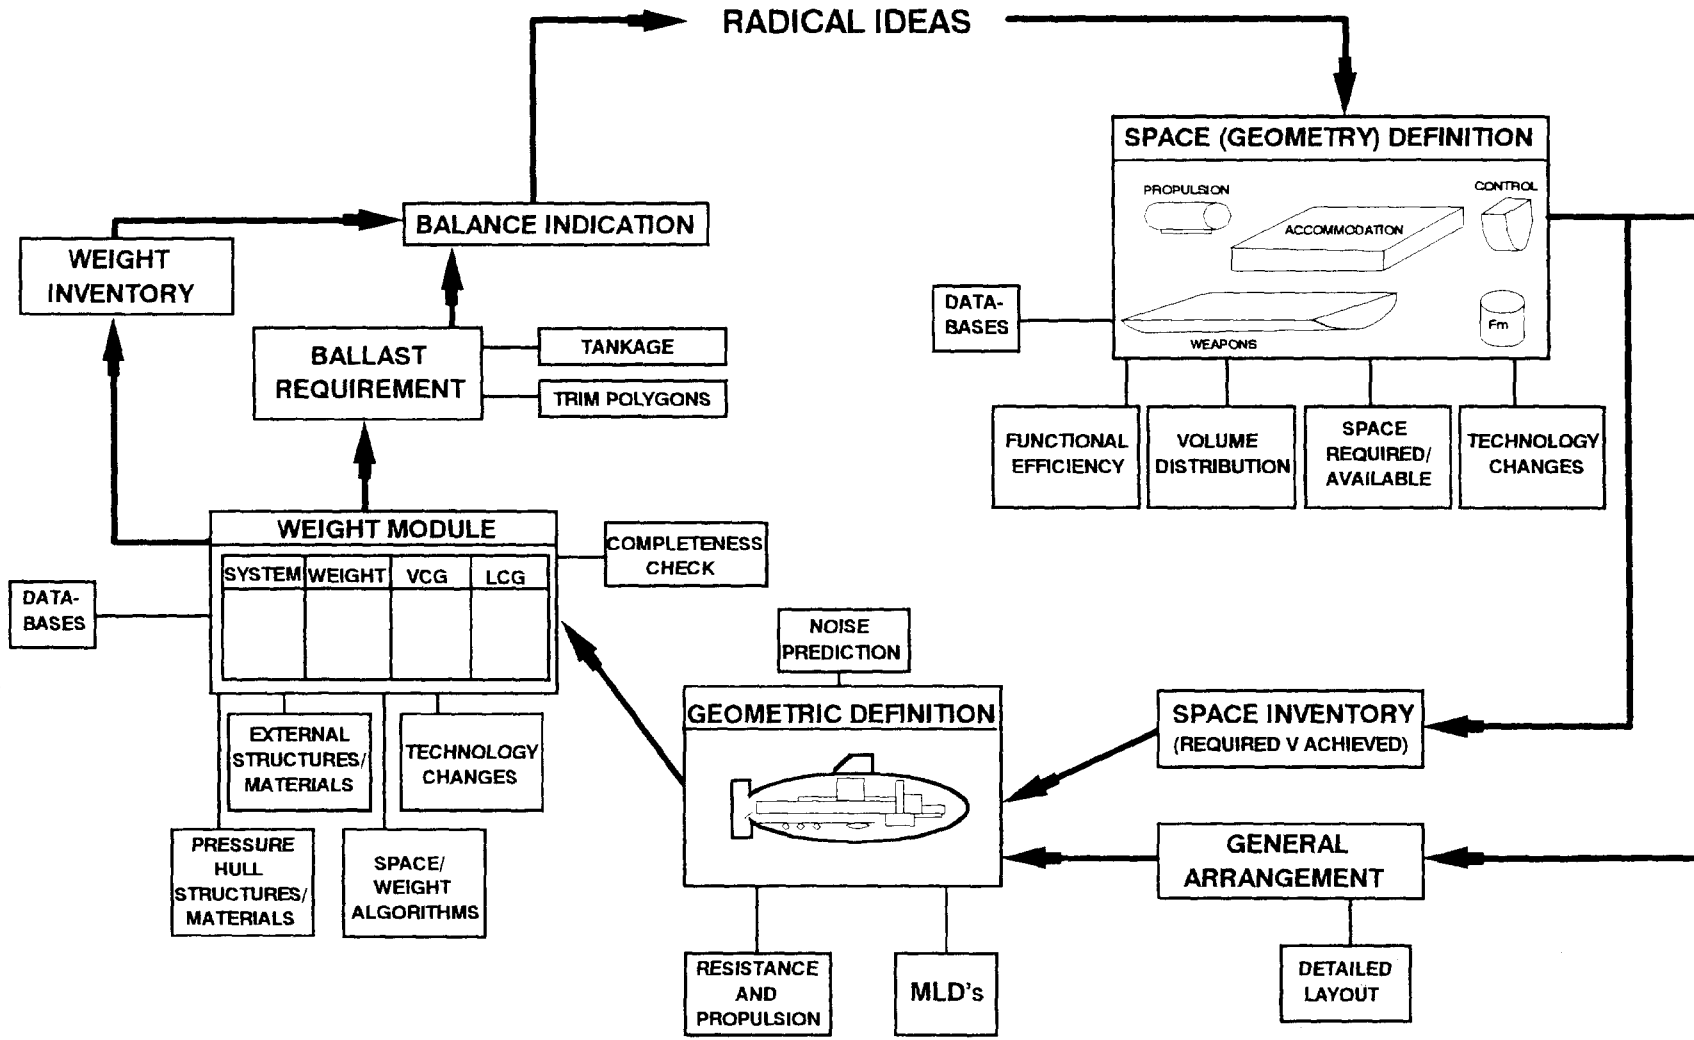 RADICAL IDEAS
SPACE (GEOMETRY) DEFINITION
PROPULSION
CONTROL
ACCOMMODATION
WEAPONS
Fm
DATA-
BASES
FUNCTIONAL
EFFICIENCY
VOLUME
DISTRIBUTION
SPACE
REQUIRED/
AVAILABLE
TECHNOLOGY
CHANGES
BALANCE INDICATION
WEIGHT
INVENTORY
BALLAST
REQUIREMENT
TANKAGE
TRIM POLYGONS
WEIGHT MODULE
SYSTEM WEIGHT VCG LCG
COMPLETENESS
CHECK
DATA-
BASES
EXTERNAL
STRUCTURES/
MATERIALS
TECHNOLOGY
CHANGES
PRESSURE
HULL
STRUCTURES/
MATERIALS
SPACE/
WEIGHT
ALGORITHMS
NOISE
PREDICTION
GEOMETRIC DEFINITION
RESISTANCE
AND
PROPULSION
MLD's
SPACE INVENTORY
(REQUIRED V ACHIEVED)
GENERAL
ARRANGEMENT
DETAILED
LAYOUT